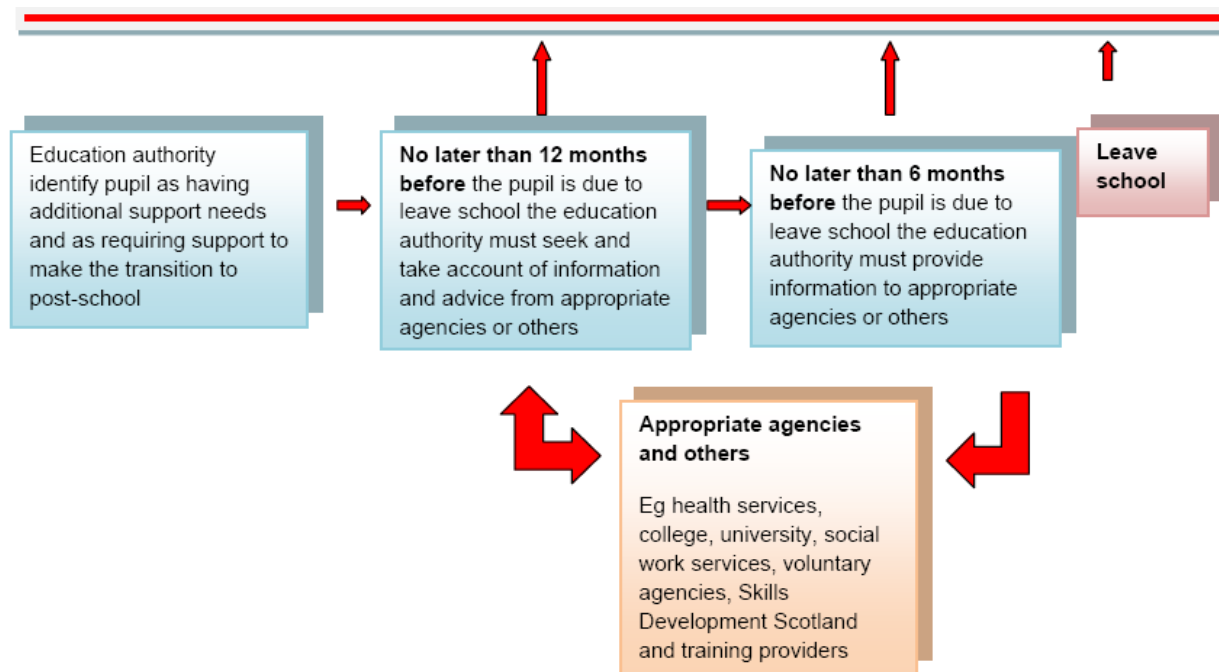 Education authority
identify pupil as having
additional support needs
and as requiring support to
make the transition to
post-school
No later than 12 months
before the pupil is due to
leave school the education
authority must seek and
take account of information
and advice from appropriate
agencies or others
No later than 6 months
before the pupil is due to
leave school the education
authority must provide
information to appropriate
agencies or others
Leave
school
Appropriate agencies
and others
Eg health services,
college, university, social
work services, voluntary
agencies, Skills
Development Scotland
and training providers